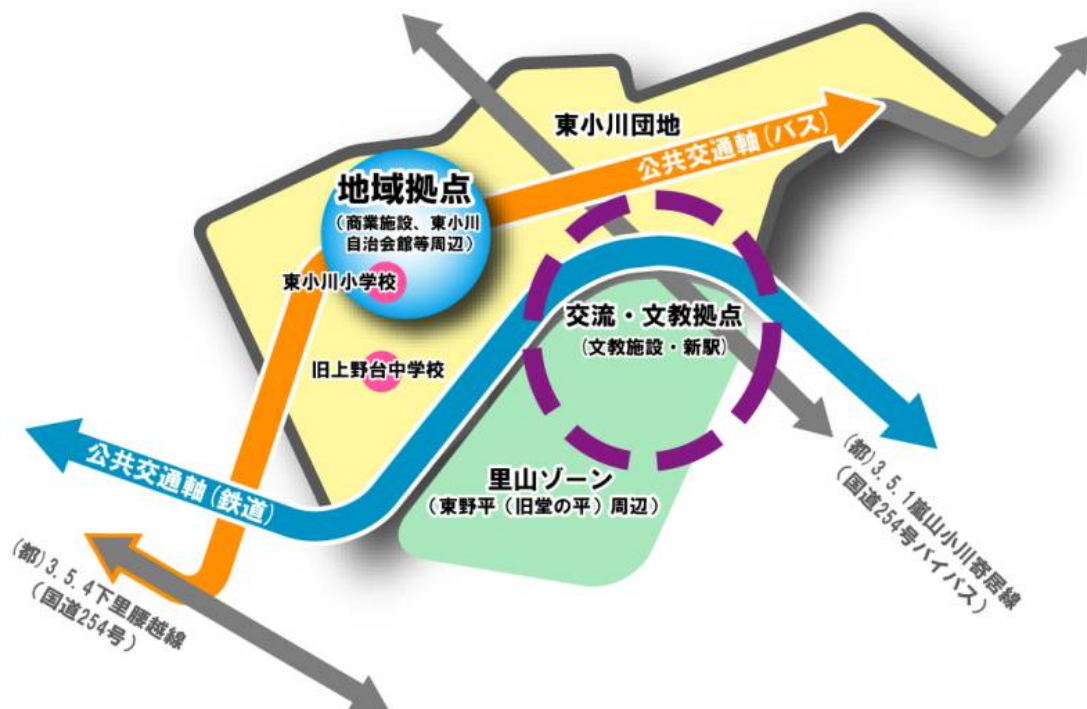 東小川団地
公共交通軸(バス)
地域拠点
(商業施設、東小川
自治会館等周辺)
東小川小学校
交流・文教拠点
(文教施設・新駅)
旧上野台中学校
公共交通軸(鉄道)
里山ゾーン
(東野平(旧堂の平)周辺)
(都)3.5.1嵐山小川寄居線
(国道254号バイパス)
(都)3.5.4下里腰越線
(国道254号)